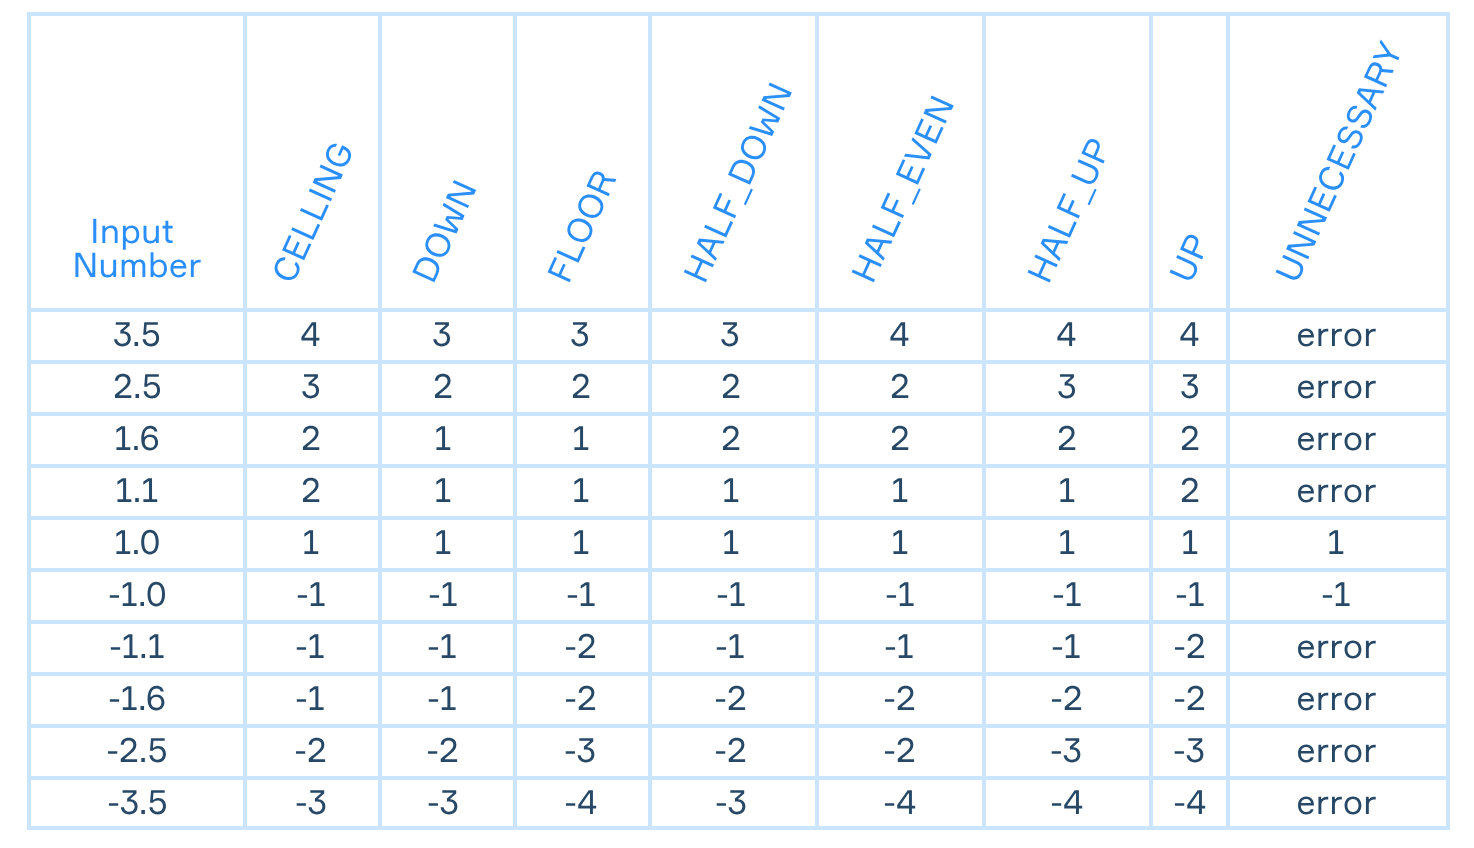 Input Number CELLING DOWN FLOOR HALF_DOWN HALF_EVEN HALF_UP UP UNNECESSARY
3.5 4 3 3 3 4 4 4 error
2.5 3 2 2 2 2 3 3 error
1.6 2 1 1 2 2 2 2 error
1.1 2 1 1 1 1 1 2 error
1.0 1 1 1 1 1 1 1 1
-1.0 -1 -1 -1 -1 -1 -1 -1 -1
-1.1 -1 -1 -2 -1 -1 -1 -2 error
-1.6 -1 -1 -2 -2 -2 -2 -2 error
-2.5 -2 -2 -3 -2 -2 -3 -3 error
-3.5 -3 -3 -4 -3 -4 -4 -4 error